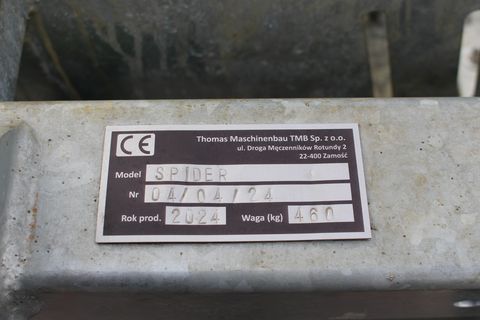 CE
Thomas Maschinenbau TMB Sp. z o.o.
ul. Droga Męczenników Rotundy 2
22-400 Zamość
Model SPIDER
Nr 04/04/24
Rok prod. 2024 Waga (kg) 460